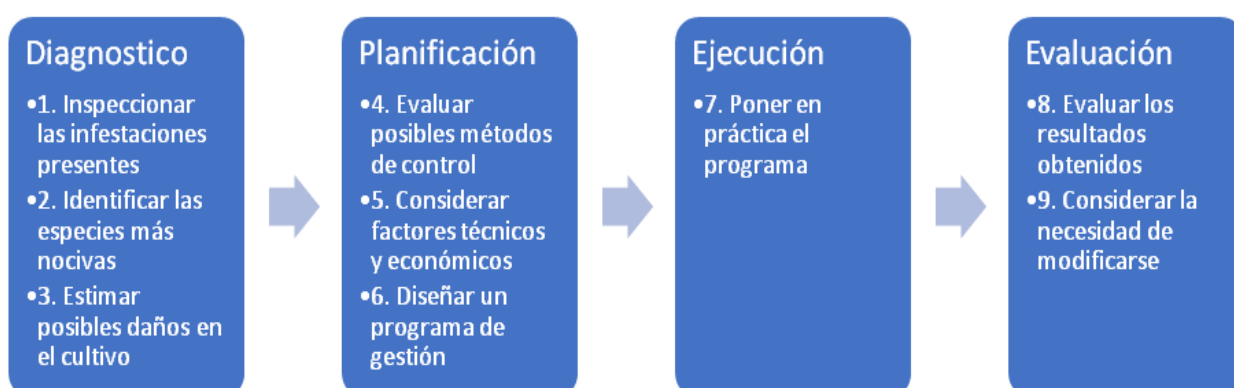 Diagnostico
•1. Inspeccionar
las infestaciones
presentes
•2. Identificar las
especies más
nocivas
•3. Estimar
posibles daños en
el cultivo
Planificación
•4. Evaluar
posibles métodos
de control
•5. Considerar
factores técnicos
y económicos
•6. Diseñar un
programa de
gestión
Ejecución
•7. Poner en
práctica el
programa
Evaluación
•8. Evaluar los
resultados
obtenidos
•9. Considerar la
necesidad de
modificarse